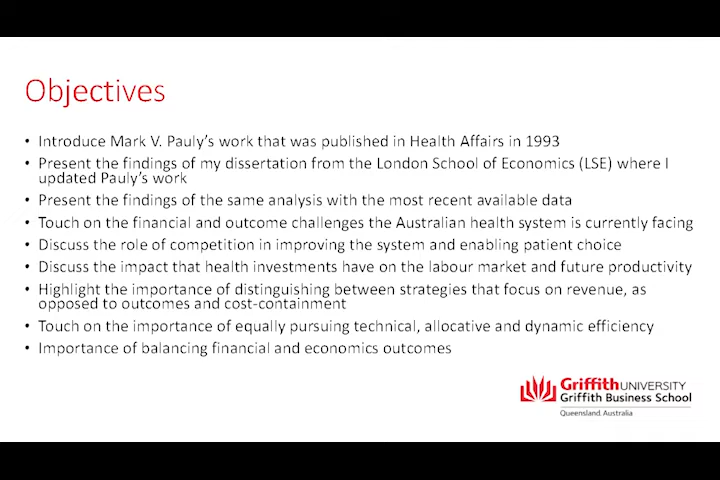 Objectives
• Introduce Mark V. Pauly's work that was published in Health Affairs in 1993
• Present the findings of my dissertation from the London School of Economics (LSE) where I
updated Pauly's work
• Present the findings of the same analysis with the most recent available data
• Touch on the financial and outcome challenges the Australian health system is currently facing
• Discuss the role of competition in improving the system and enabling patient choice
• Discuss the impact that health investments have on the labour market and future productivity
• Highlight the importance of distinguishing between strategies that focus on revenue, as
opposed to outcomes and cost-containment
• Touch on the importance of equally pursuing technical, allocative and dynamic efficiency
• Importance of balancing financial and economics outcomes
Griffith UNIVERSITY
Griffith Business School
Queensland, Australia